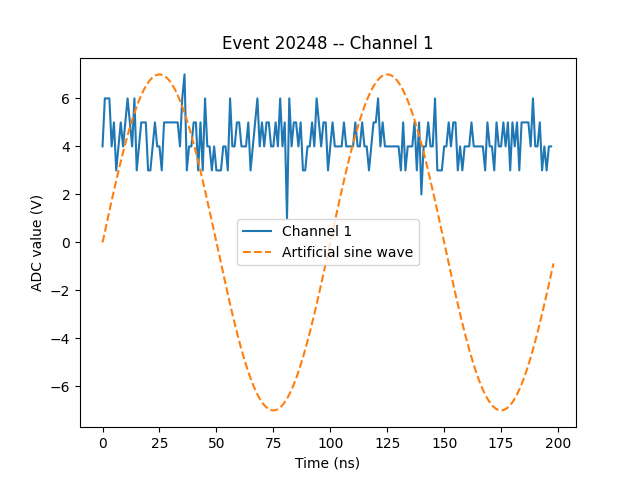 Event 20248 -- Channel 1
ADC value (V)
6
4
2
0
−2
−4
−6
Channel 1
Artificial sine wave
0 25 50 75 100 125 150 175 200
Time (ns)